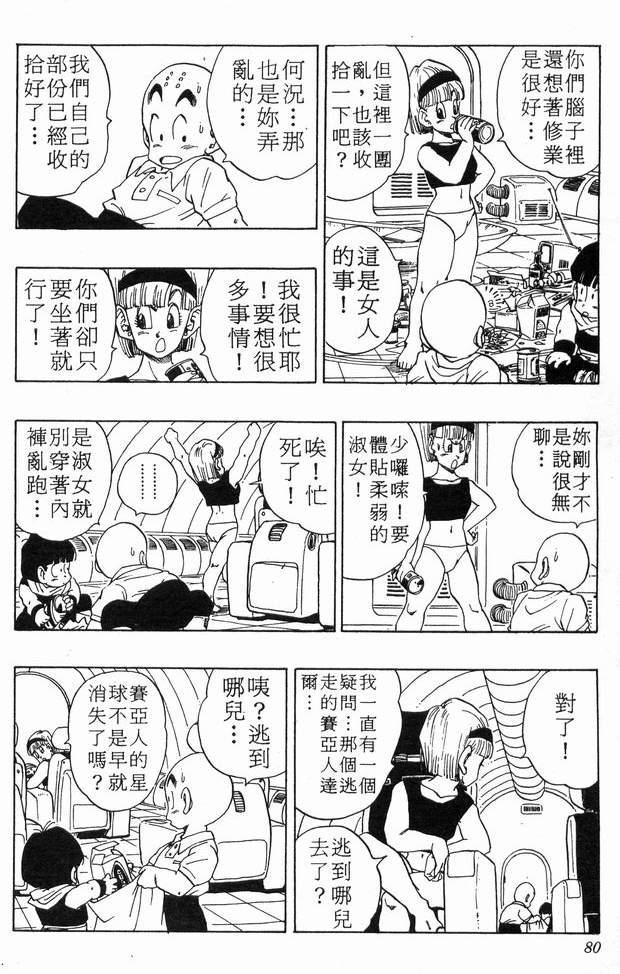 你們腦子裡
還想著修業
是很好…
但這裡一團
亂，也該收
拾一下吧？
這是女人
的事！
何況…那
也是妳弄
亂的…
我們自己的
部份已經收
拾好了…
我很忙耶
！要想很
多事情！
你們卻只
要坐著就
行了！
妳剛才不
是說很無
聊…
少囉嗦！要
體貼柔弱的
淑女！
唉！忙
死了！
………
是淑女就
別穿著內
褲亂跑…
對了！
我一直有一個
疑問…那個逃
走的賽亞人達
爾…
逃到哪兒
去了？
咦？逃到
哪兒…
賽亞人的星
球不是早就
消失了嗎？
80